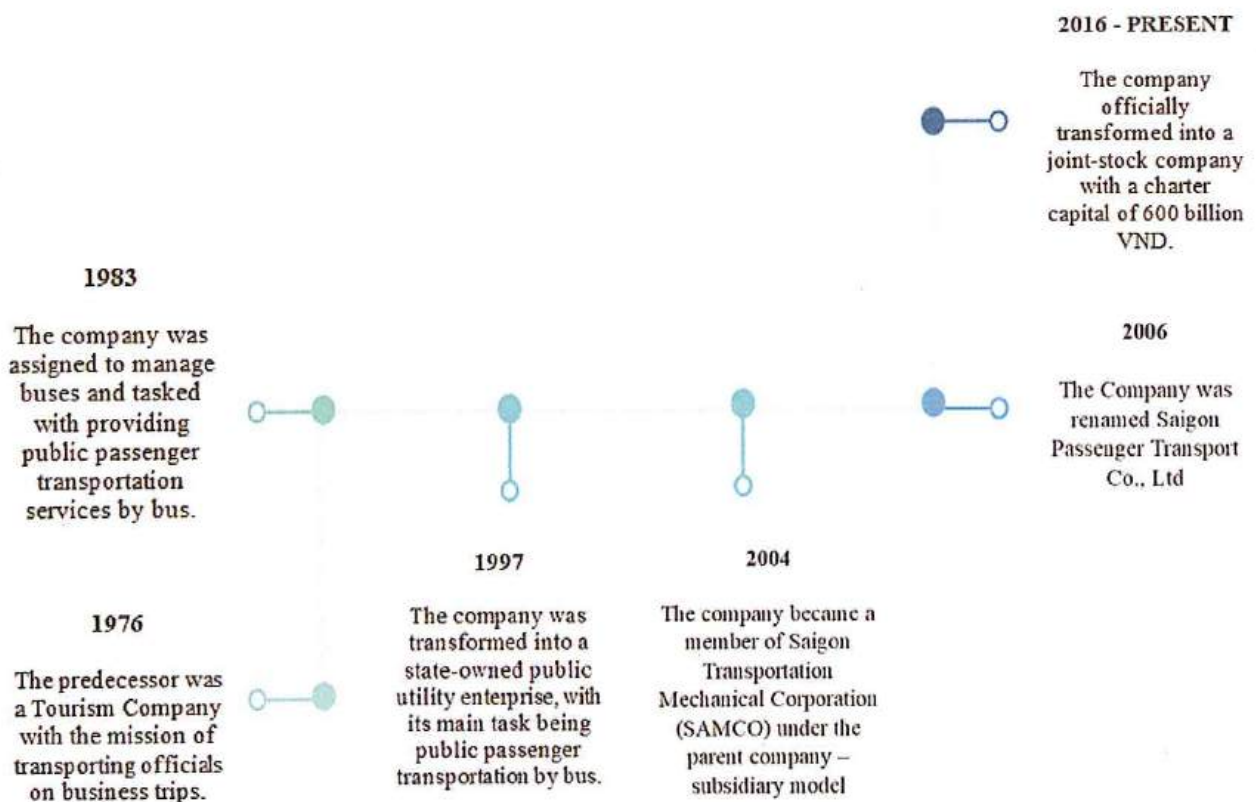 2016 - PRESENT
The company
officially
transformed into a
joint-stock company
with a charter
capital of 600 billion
VND.
1983
The company was
assigned to manage
buses and tasked
with providing
public passenger
transportation
services by bus.
2006
The Company was
renamed Saigon
Passenger Transport
Co., Ltd
1976
The predecessor was
a Tourism Company
with the mission of
transporting officials
on business trips.
1997
The company was
transformed into a
state-owned public
utility enterprise, with
its main task being
public passenger
transportation by bus.
2004
The company became a
member of Saigon
Transportation
Mechanical Corporation
(SAMCO) under the
parent company –
subsidiary model